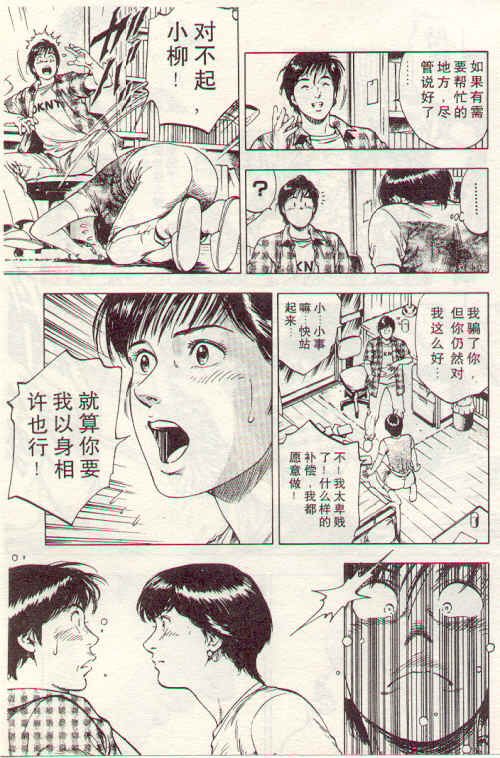 如果有需
要帮忙的
地方，尽
管说好了
……
………
？
对不起，
小柳！
DKNY
我骗了你，
但你仍然对
我这么好…
小…小事
嘛…快站
起来…
不！我太卑贱
了！什么样的
补偿，我都
愿意做！
就算你要
我以身相
许也行！